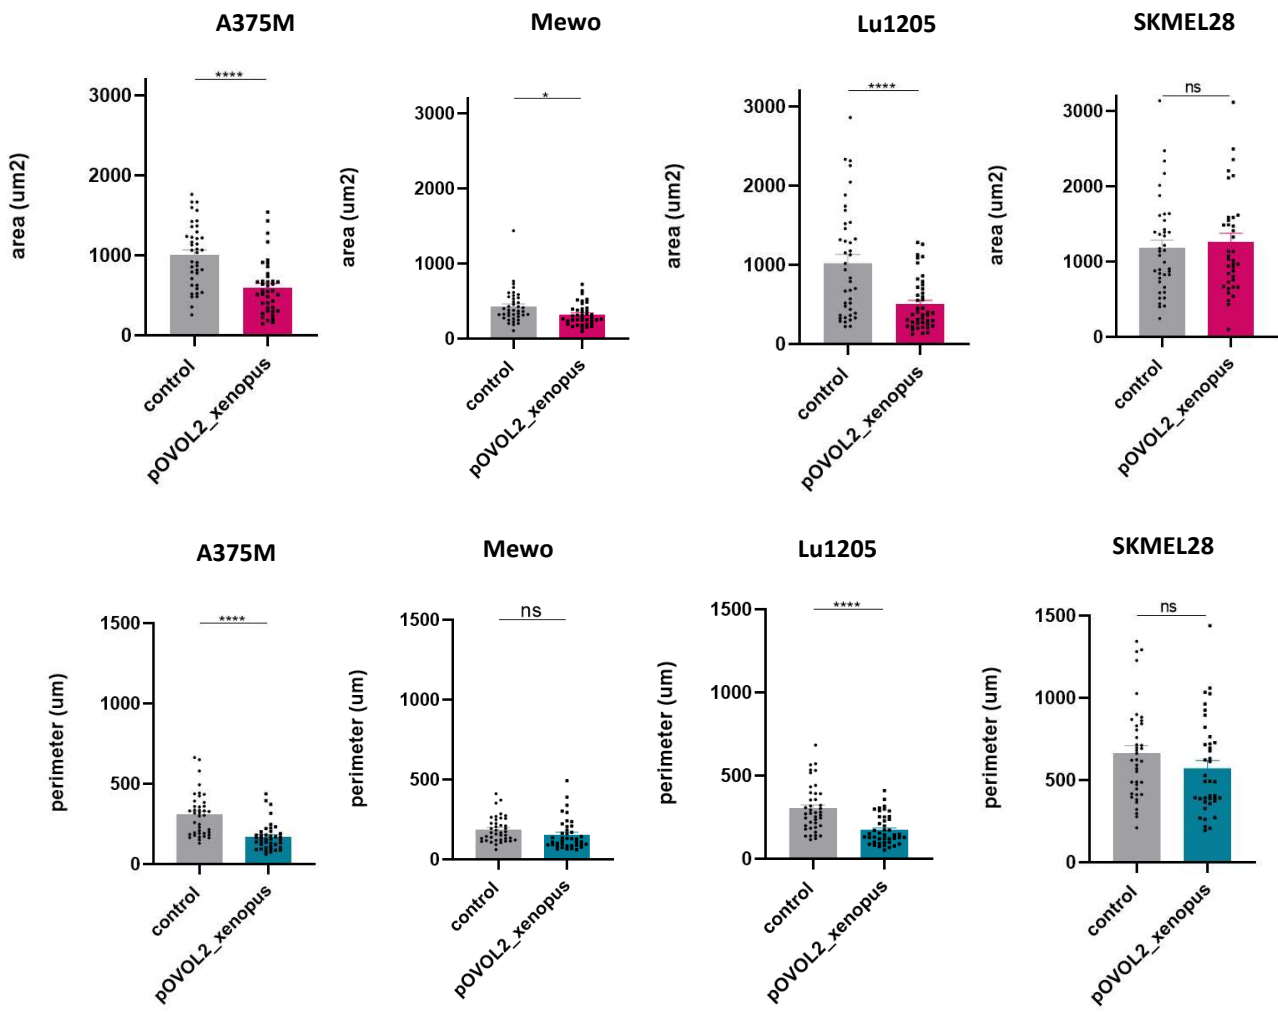 A375M
Mewo
Lu1205
SKMEL28
****
*
****
ns
area (um2)
3000
2000
1000
0
control
pOVOL2_xenopus
area (um2)
3000
2000
1000
0
control
pOVOL2_xenopus
area (um2)
3000
2000
1000
0
control
pOVOL2_xenopus
area (um2)
3000
2000
1000
0
control
pOVOL2_xenopus
A375M
Mewo
Lu1205
SKMEL28
****
ns
****
ns
perimeter (um)
1500
1000
500
0
control
pOVOL2_xenopus
perimeter (um)
1500
1000
500
0
control
pOVOL2_xenopus
perimeter (um)
1500
1000
500
0
control
pOVOL2_xenopus
perimeter (um)
1500
1000
500
0
control
pOVOL2_xenopus